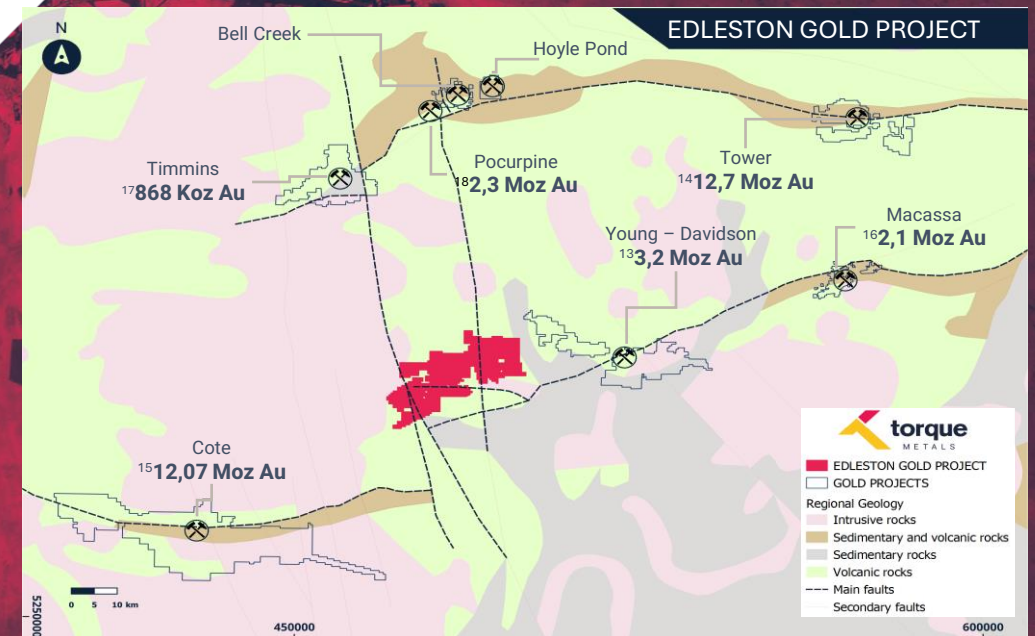 EDLESTON GOLD PROJECT
N
Bell Creek
Hoyle Pond
Timmins
¹⁷868 Koz Au
Pocurpine
¹⁸2,3 Moz Au
Tower
¹⁴12,7 Moz Au
Young – Davidson
¹³3,2 Moz Au
Macassa
¹⁶2,1 Moz Au
Cote
¹⁵12,07 Moz Au
torque
METALS
EDLESTON GOLD PROJECT
GOLD PROJECTS
Regional Geology
Intrusive rocks
Sedimentary and volcanic rocks
Sedimentary rocks
Volcanic rocks
Main faults
Secondary faults
0 5 10 km
5250000
450000
600000